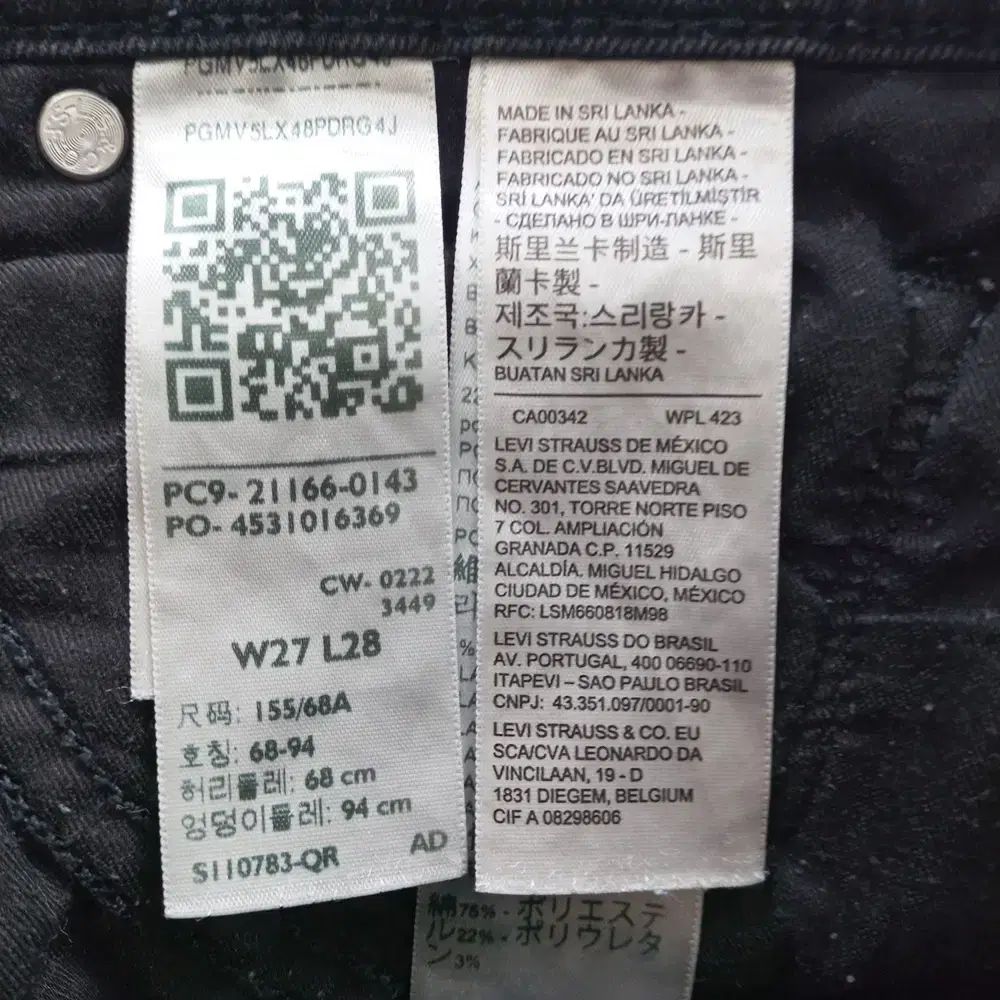 PGMV5LX48PDRG4J
PGMV5LX48PDRG4J
PC9- 21166-0143
PO- 4531016369
CW- 0222
3449
W27 L28
尺码: 155/68A
호칭: 68-94
허리둘레: 68 cm
엉덩이둘레: 94 cm
S110783-QR
AD
MADE IN SRI LANKA -
FABRIQUE AU SRI LANKA -
FABRICADO EN SRI LANKA -
FABRICADO NO SRI LANKA -
SRİ LANKA' DA ÜRETİLMİŞTİR
- СДЕЛАНО В ШРИ-ЛАНКЕ -
斯里兰卡制造 - 斯里
蘭卡製 -
제조국:스리랑카 -
スリランカ製 -
BUATAN SRI LANKA
CA00342 WPL 423
LEVI STRAUSS DE MÉXICO
S.A. DE C.V.BLVD. MIGUEL DE
CERVANTES SAAVEDRA
NO. 301, TORRE NORTE PISO
7 COL. AMPLIACIÓN
GRANADA C.P. 11529
ALCALDÍA. MIGUEL HIDALGO
CIUDAD DE MÉXICO, MÉXICO
RFC: LSM660818M98
LEVI STRAUSS DO BRASIL
AV. PORTUGAL, 400 06690-110
ITAPEVI – SAO PAULO BRASIL
CNPJ: 43.351.097/0001-90
LEVI STRAUSS & CO. EU
SCA/CVA LEONARDO DA
VINCILAAN, 19 - D
1831 DIEGEM, BELGIUM
CIF A 08298606
綿 - ポリエステ
ル 22% - ポリウレタ
ン 3%